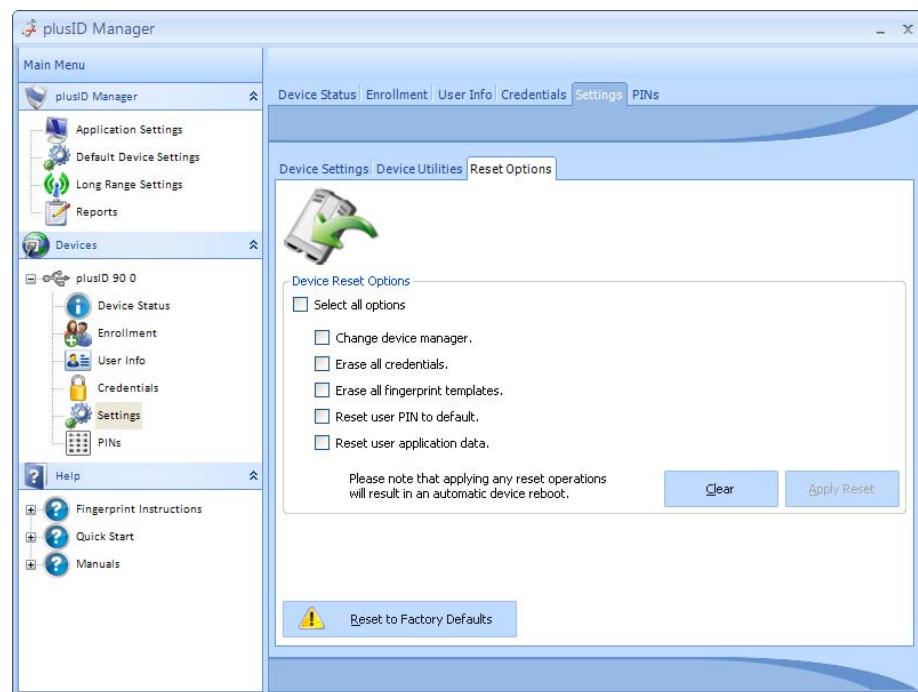 plusID Manager
Main Menu
plusID Manager
Application Settings
Default Device Settings
Long Range Settings
Reports
Devices
plusID 90 0
Device Status
Enrollment
User Info
Credentials
Settings
PINs
Help
Fingerprint Instructions
Quick Start
Manuals
Device Status Enrollment User Info Credentials Settings PINs
Device Settings Device Utilities Reset Options
Device Reset Options
Select all options
Change device manager.
Erase all credentials.
Erase all fingerprint templates.
Reset user PIN to default.
Reset user application data.
Please note that applying any reset operations
will result in an automatic device reboot.
Clear Apply Reset
Reset to Factory Defaults